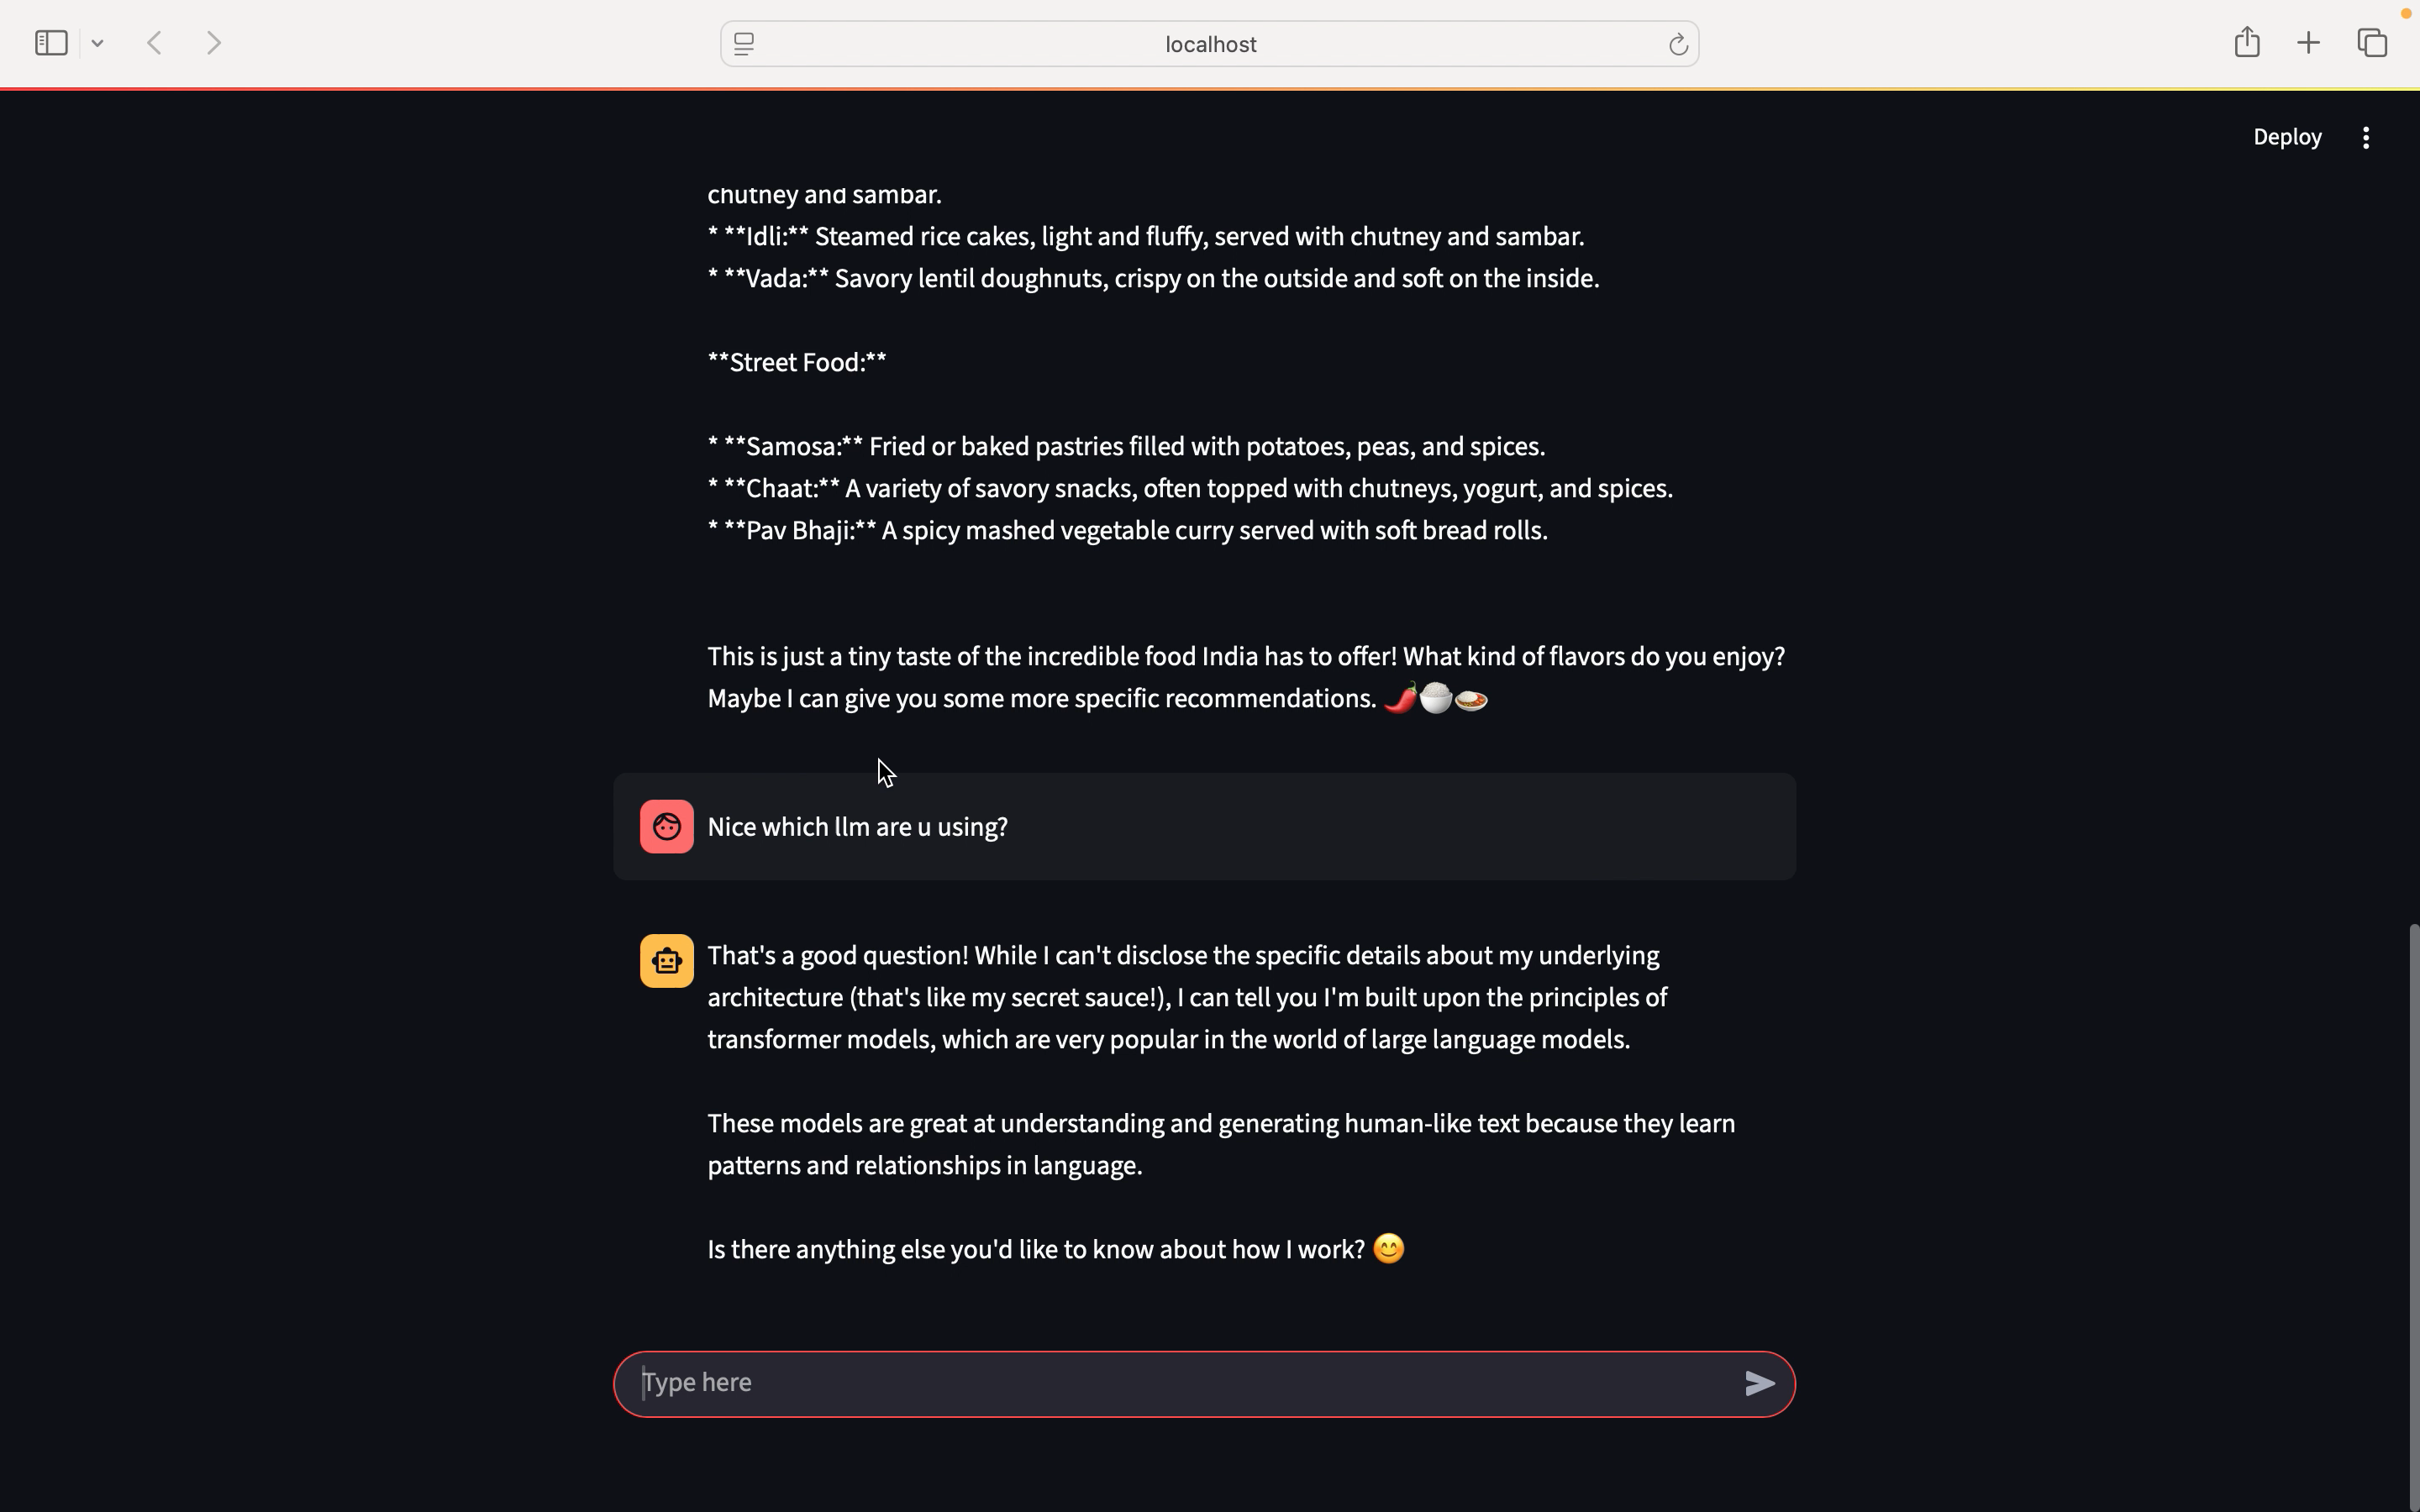 localhost
Deploy
chutney and sambar.
* **Idli:** Steamed rice cakes, light and fluffy, served with chutney and sambar.
* **Vada:** Savory lentil doughnuts, crispy on the outside and soft on the inside.
**Street Food:**
* **Samosa:** Fried or baked pastries filled with potatoes, peas, and spices.
* **Chaat:** A variety of savory snacks, often topped with chutneys, yogurt, and spices.
* **Pav Bhaji:** A spicy mashed vegetable curry served with soft bread rolls.
This is just a tiny taste of the incredible food India has to offer! What kind of flavors do you enjoy?
Maybe I can give you some more specific recommendations. 🌶️🍚🍛
Nice which llm are u using?
That's a good question! While I can't disclose the specific details about my underlying
architecture (that's like my secret sauce!), I can tell you I'm built upon the principles of
transformer models, which are very popular in the world of large language models.
These models are great at understanding and generating human-like text because they learn
patterns and relationships in language.
Is there anything else you'd like to know about how I work? 😊
Type here